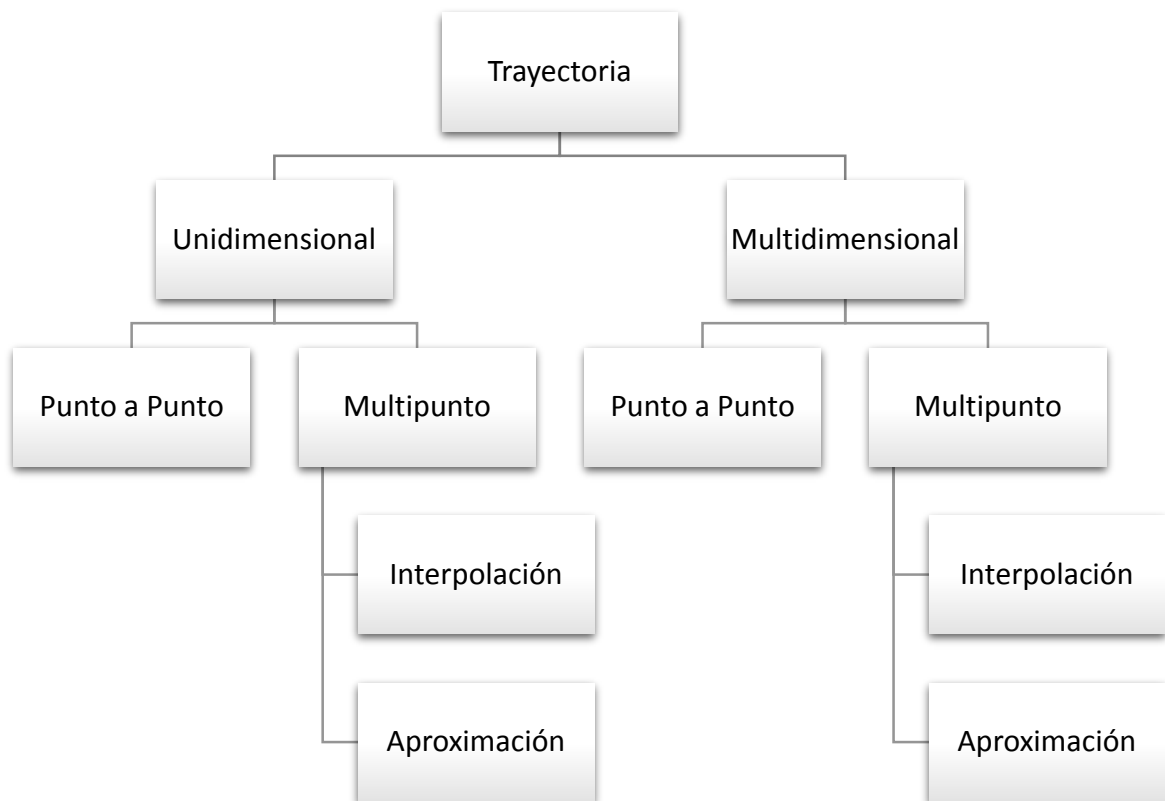 Trayectoria
Unidimensional
Multidimensional
Punto a Punto
Multipunto
Punto a Punto
Multipunto
Interpolación
Interpolación
Aproximación
Aproximación